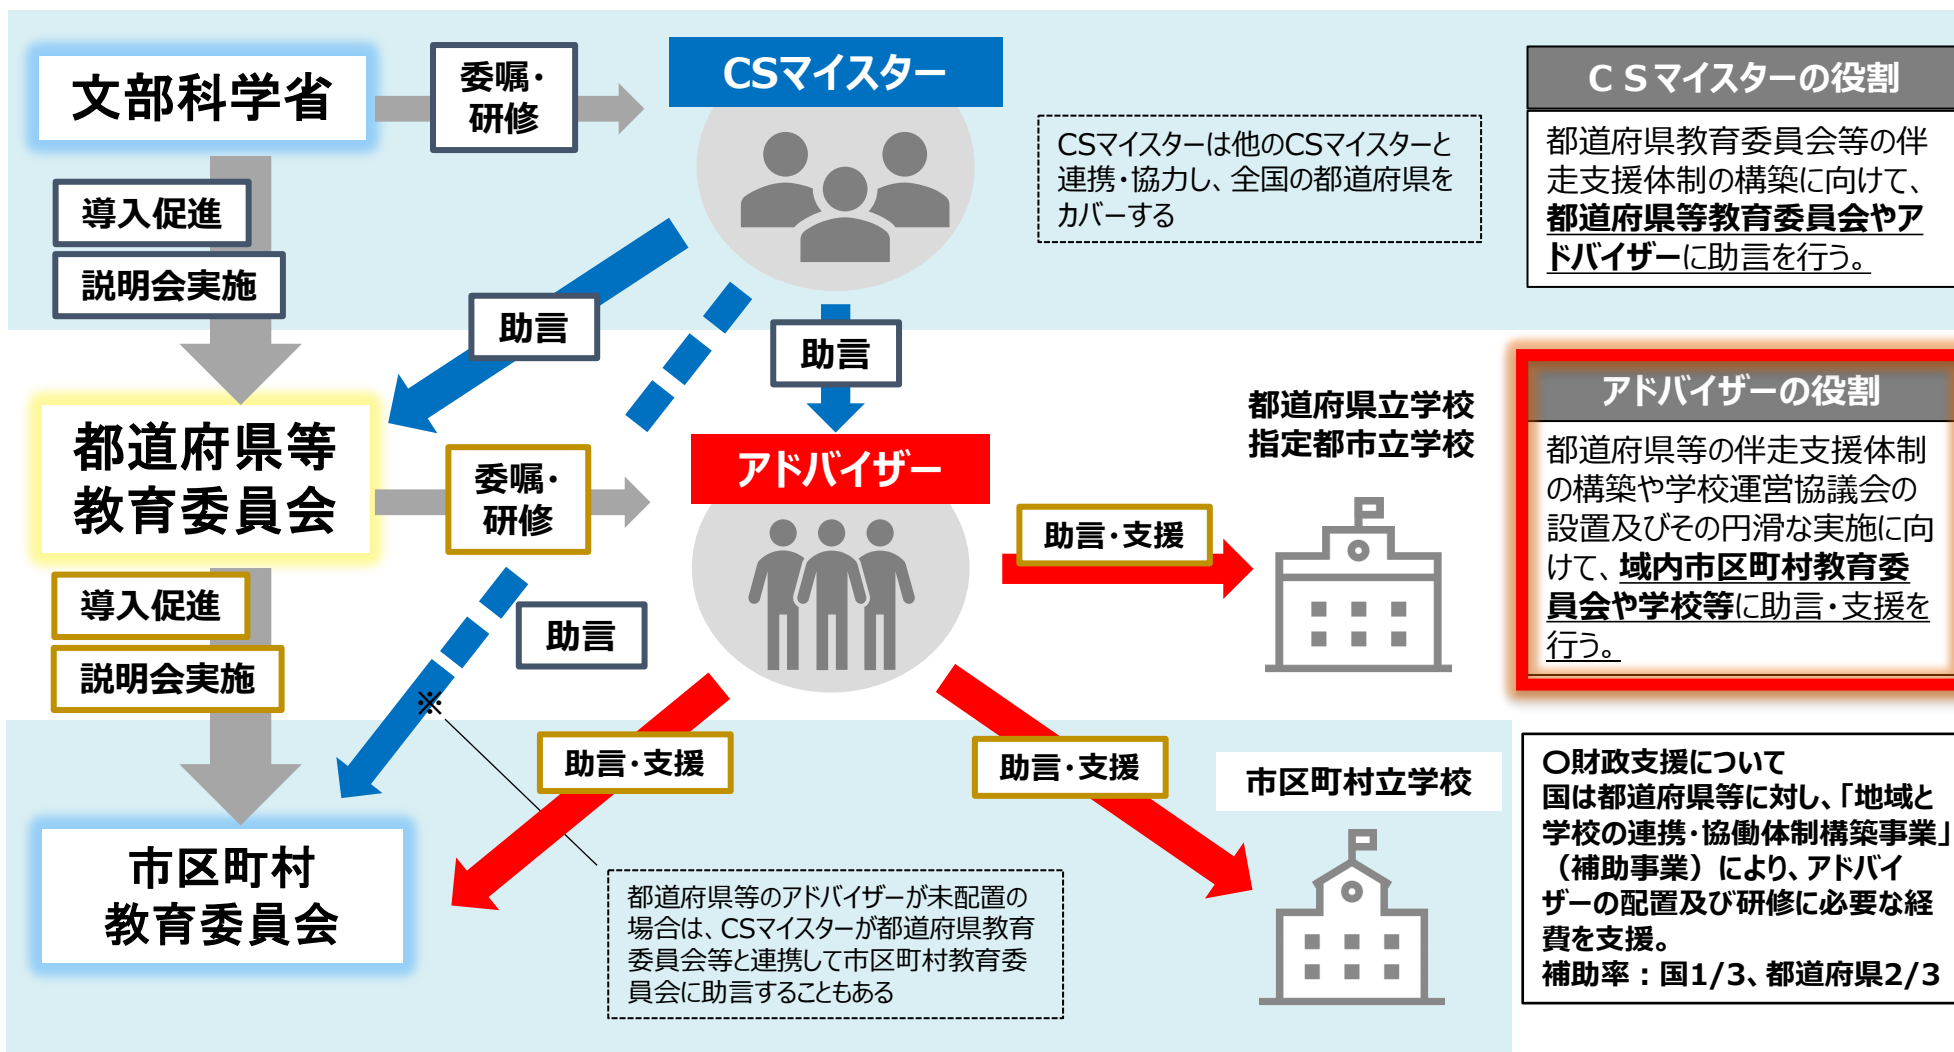 文部科学省
委嘱・
研修
CSマイスター
CSマイスターは他のCSマイスターと
連携・協力し、全国の都道府県を
カバーする
ＣＳマイスターの役割
都道府県教育委員会等の伴
走支援体制の構築に向けて、
都道府県等教育委員会やア
ドバイザーに助言を行う。
導入促進
説明会実施
助言
助言
都道府県等
教育委員会
委嘱・
研修
アドバイザー
都道府県立学校
指定都市立学校
助言・支援
アドバイザーの役割
都道府県等の伴走支援体制
の構築や学校運営協議会の
設置及びその円滑な実施に向
けて、域内市区町村教育委
員会や学校等に助言・支援を
行う。
導入促進
説明会実施
助言
※
助言・支援
助言・支援
市区町村立学校
市区町村
教育委員会
都道府県等のアドバイザーが未配置の
場合は、CSマイスターが都道府県教育
委員会等と連携して市区町村教育委
員会に助言することもある
〇財政支援について
国は都道府県等に対し、「地域と
学校の連携・協働体制構築事業」
（補助事業）により、アドバイ
ザーの配置及び研修に必要な経
費を支援。
補助率：国1/3、都道府県2/3